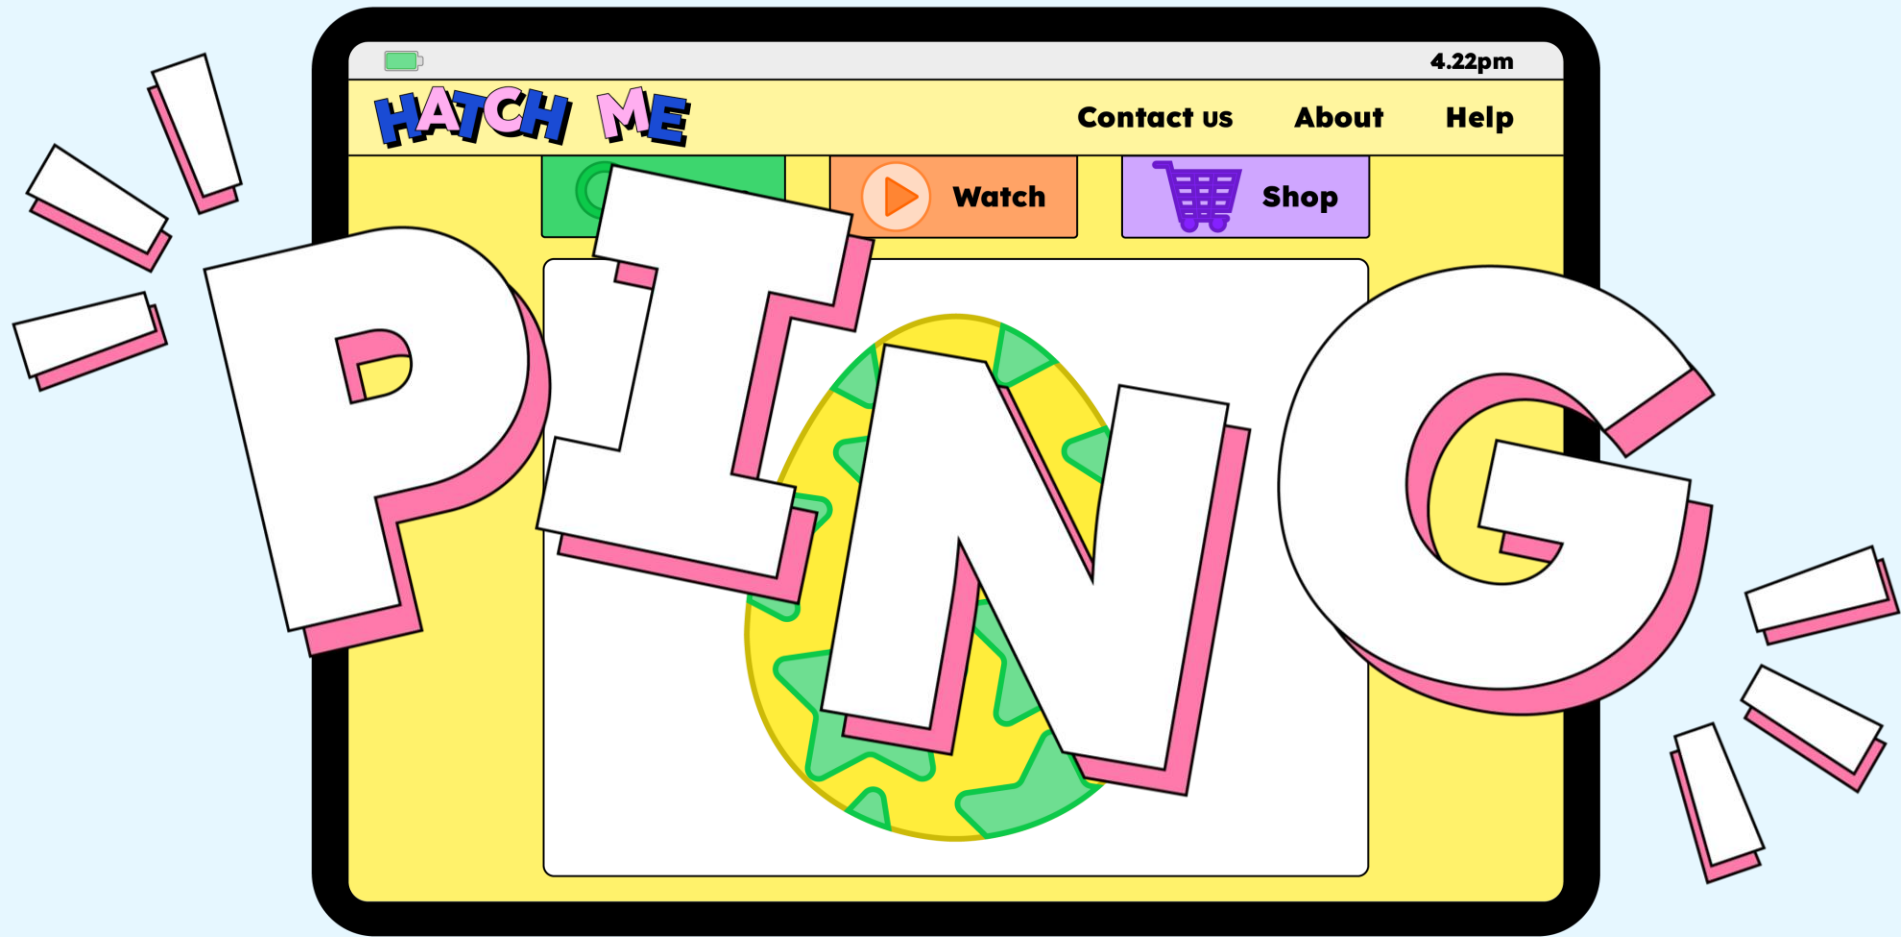 4.22pm
HATCH ME
Contact us
About
Help
Watch
Shop
PING